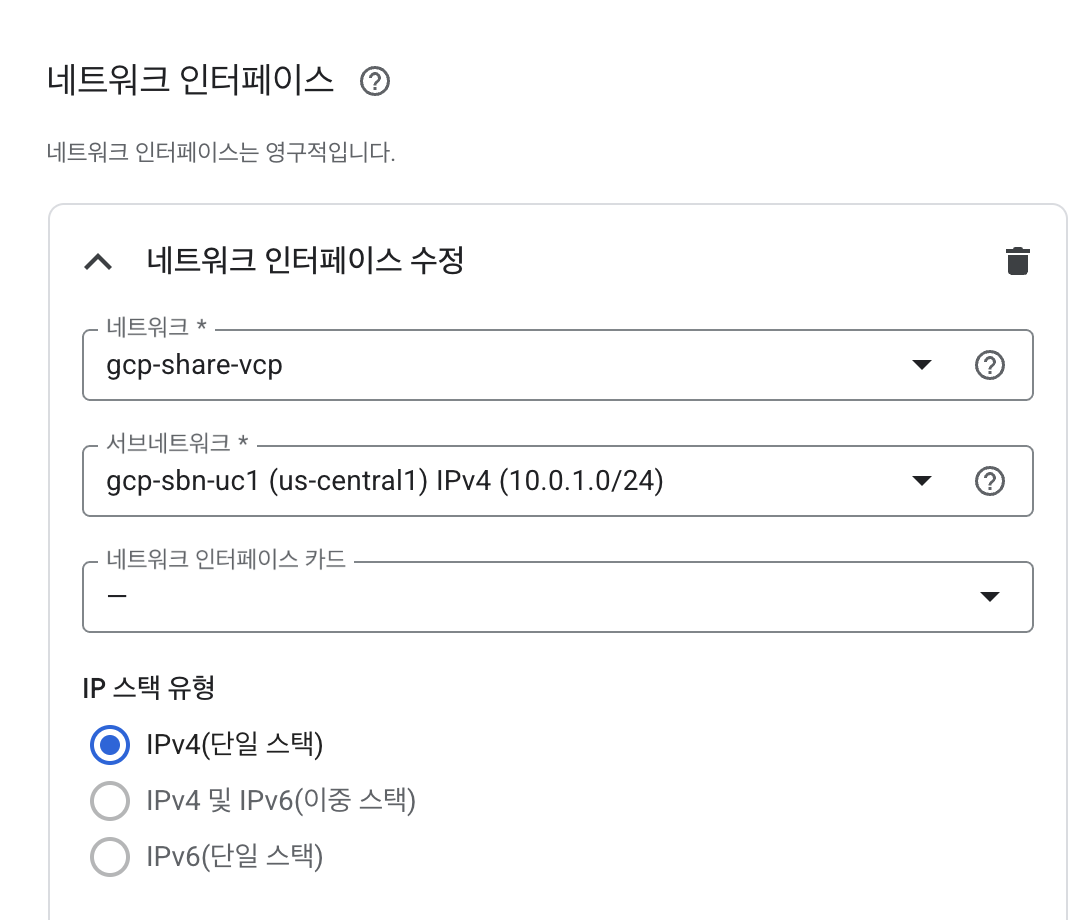 네트워크 인터페이스
네트워크 인터페이스는 영구적입니다.
네트워크 인터페이스 수정
네트워크 *
gcp-share-vcp
서브네트워크 *
gcp-sbn-uc1 (us-central1) IPv4 (10.0.1.0/24)
네트워크 인터페이스 카드
—
IP 스택 유형
IPv4(단일 스택)
IPv4 및 IPv6(이중 스택)
IPv6(단일 스택)